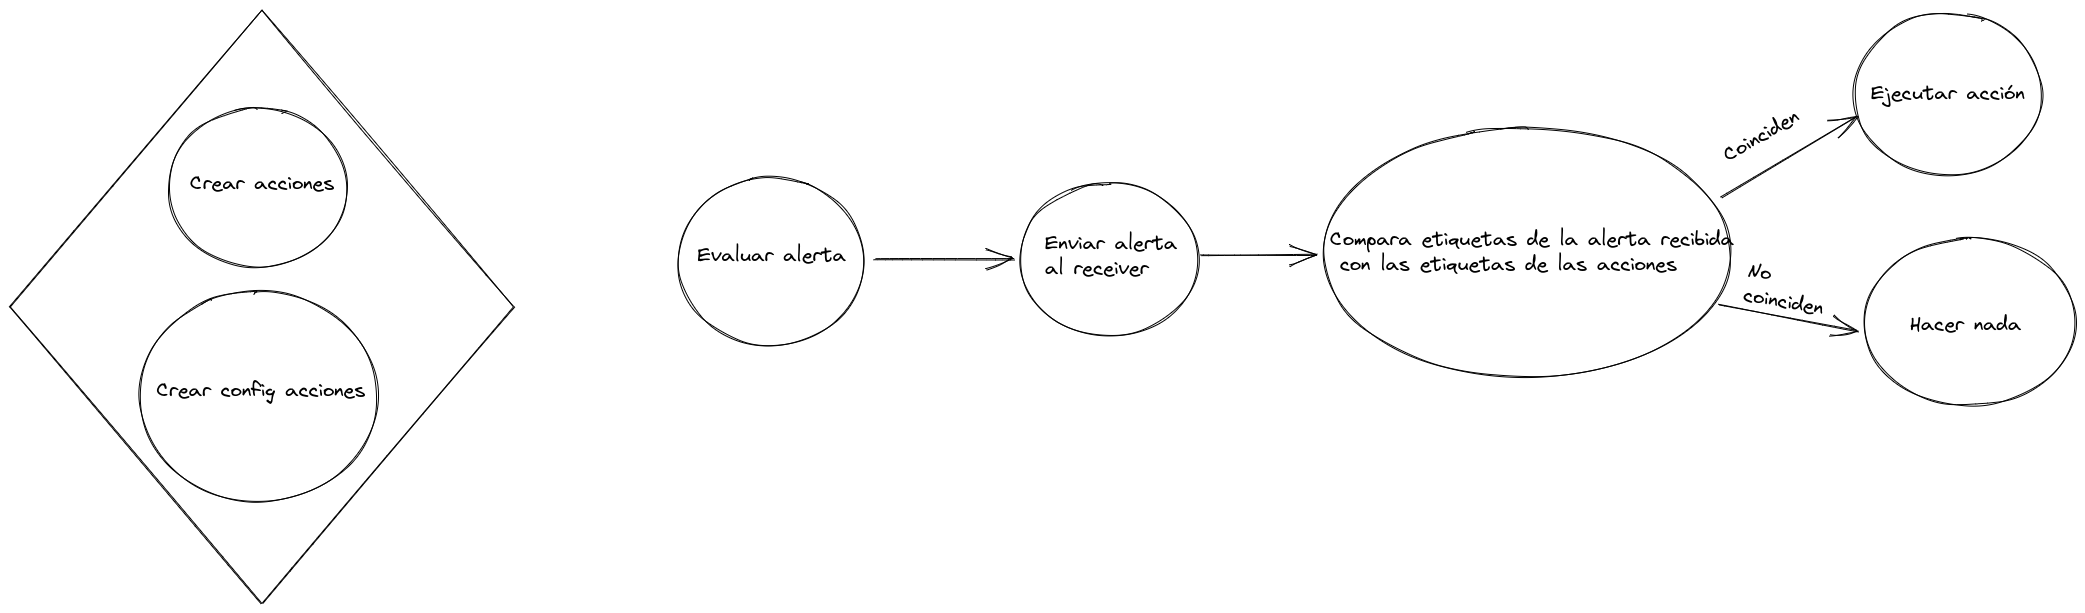 Crear acciones
Crear config acciones
Evaluar alerta
Enviar alerta
al receiver
Compara etiquetas de la alerta recibida
con las etiquetas de las acciones
Coinciden
Ejecutar acción
No
coinciden
Hacer nada